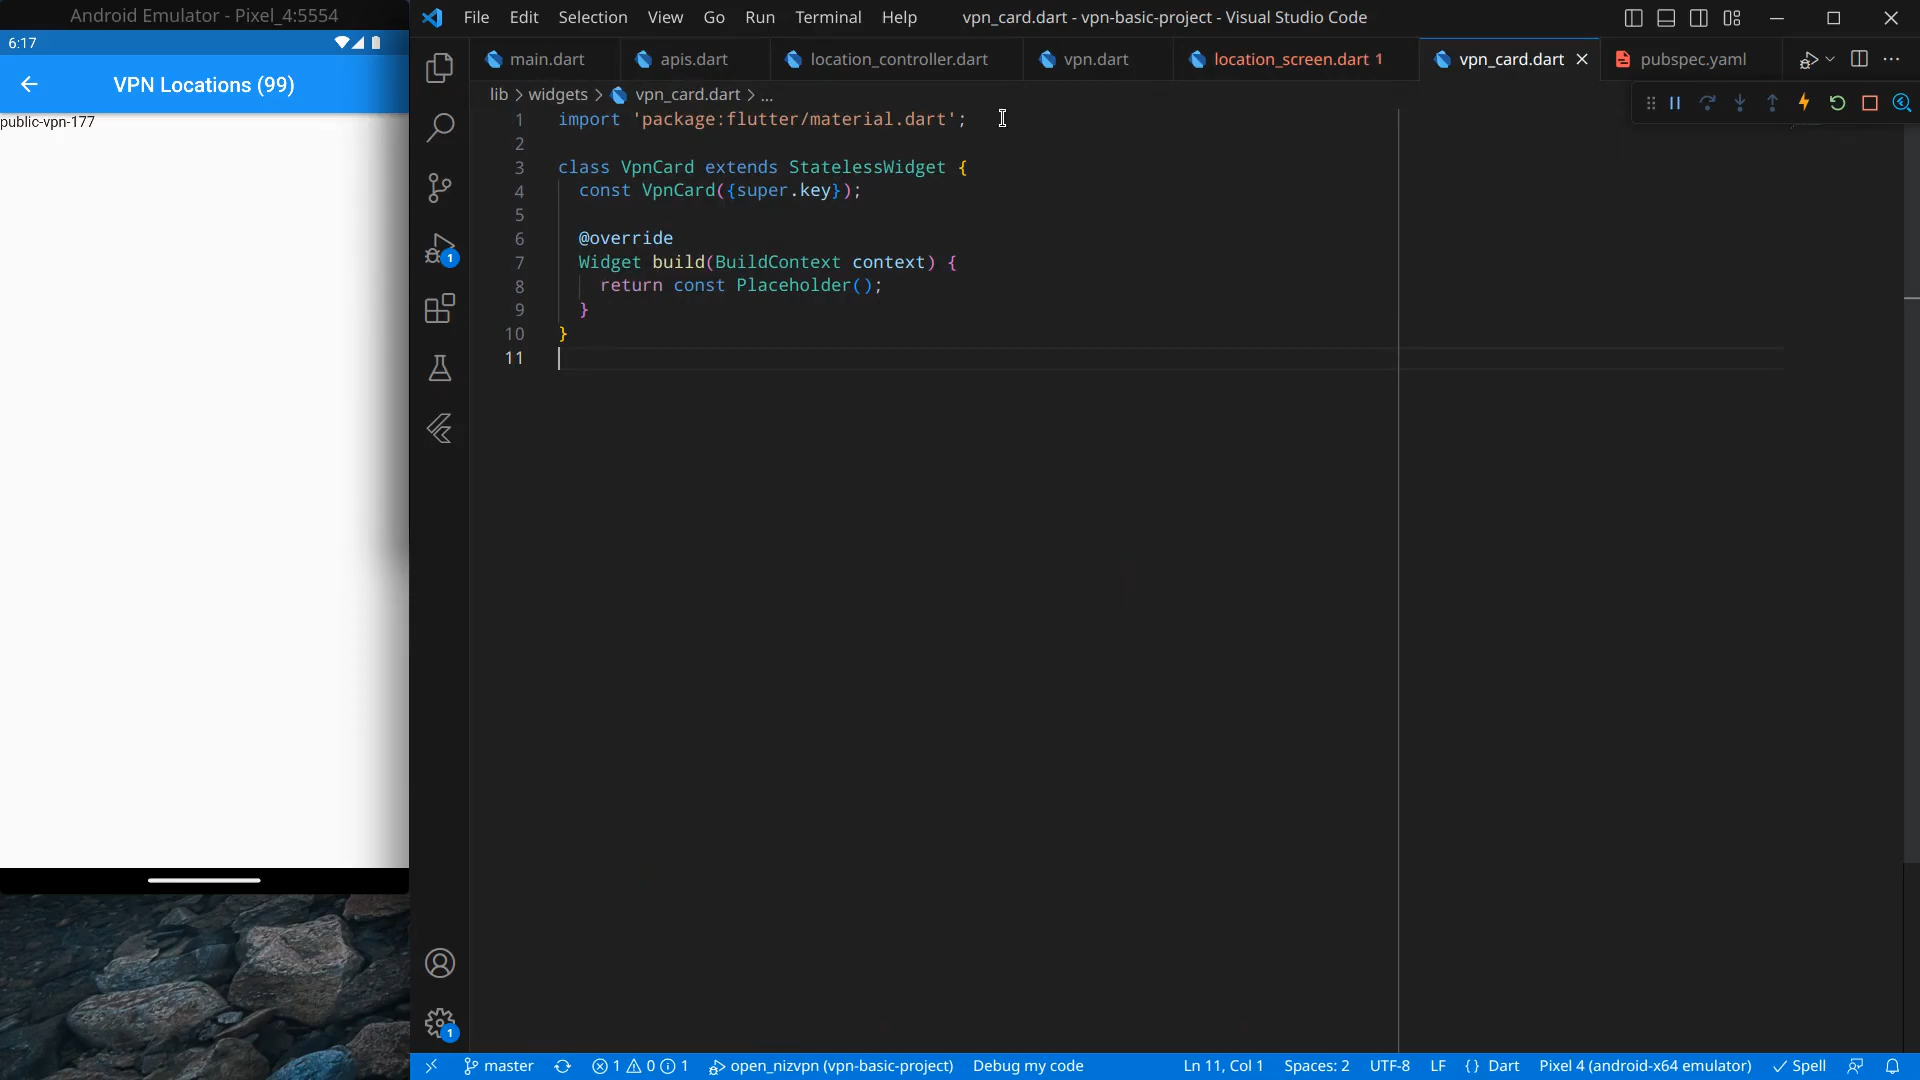 Android Emulator - Pixel_4:5554
6:17
VPN Locations (99)
public-vpn-177
File Edit Selection View Go Run Terminal Help
vpn_card.dart - vpn-basic-project - Visual Studio Code
main.dart apis.dart location_controller.dart vpn.dart location_screen.dart 1 vpn_card.dart pubspec.yaml
lib > widgets > vpn_card.dart > ...
1 import 'package:flutter/material.dart';
2
3 class VpnCard extends StatelessWidget {
4 const VpnCard({super.key});
5
6 @override
7 Widget build(BuildContext context) {
8 return const Placeholder();
9 }
10 }
11
1
1
master 1 0 1 open_nizvpn (vpn-basic-project) Debug my code Ln 11, Col 1 Spaces: 2 UTF-8 LF {} Dart Pixel 4 (android-x64 emulator) Spell